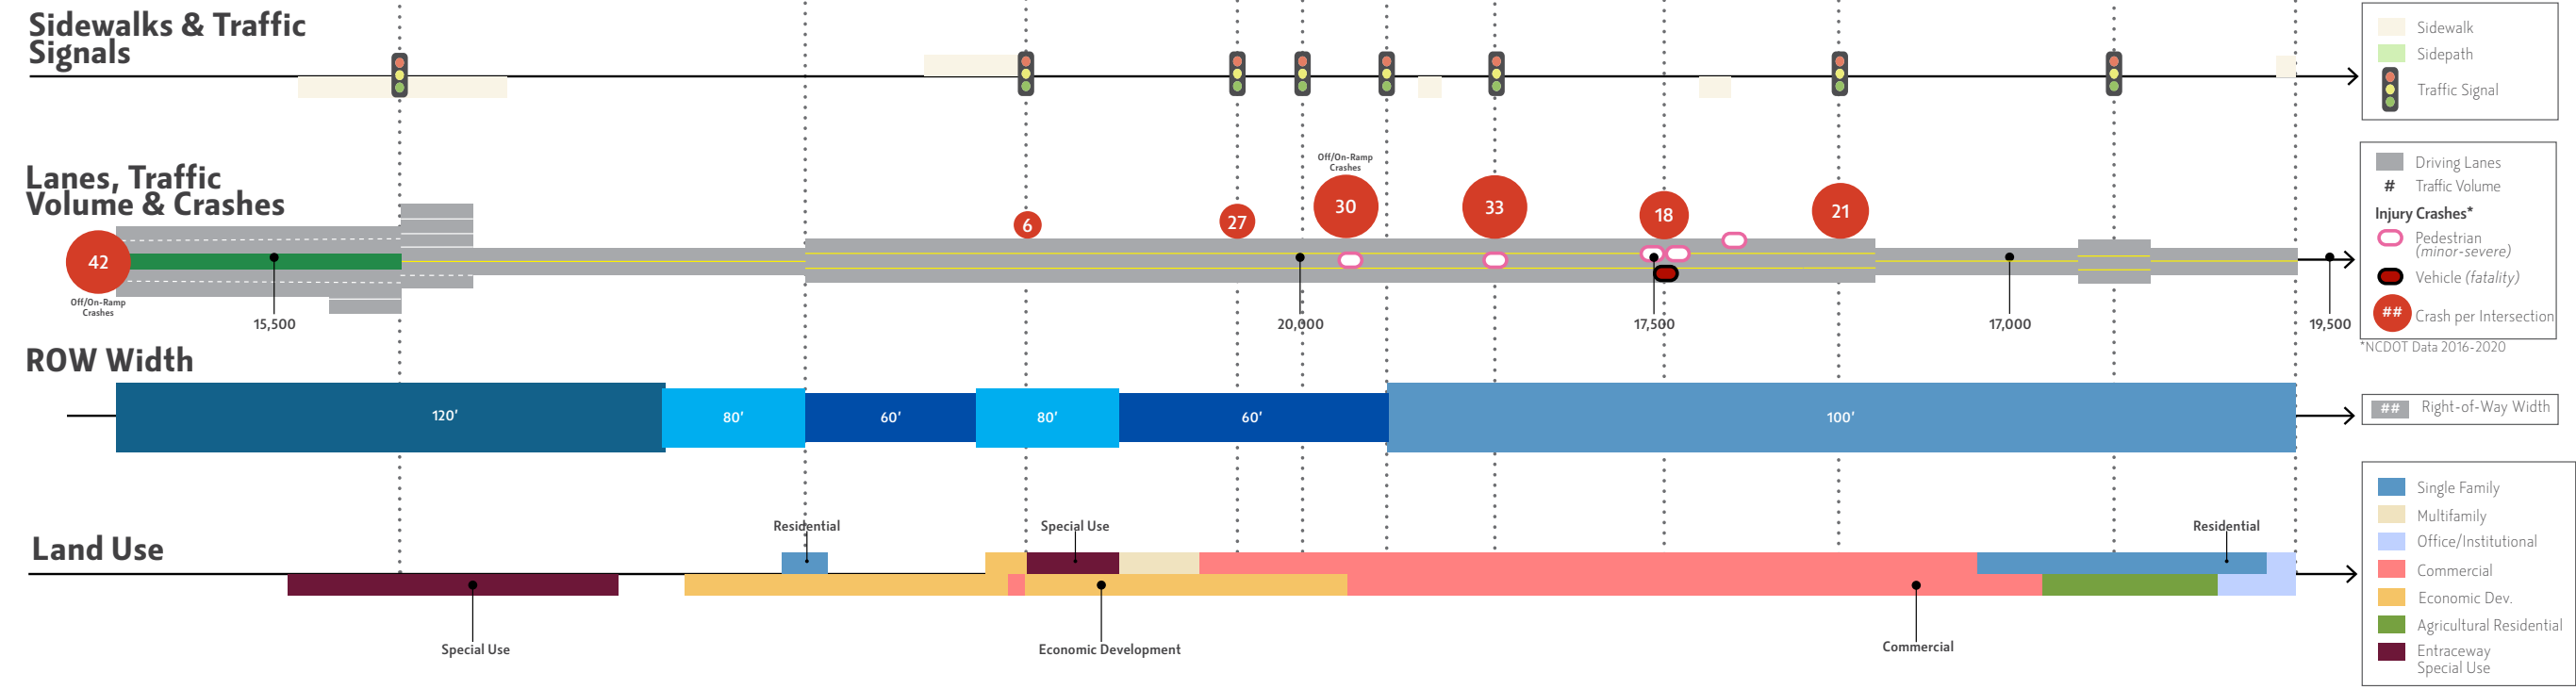 Sidewalks & Traffic
Signals
Sidewalk
Sidepath
Traffic Signal
Lanes, Traffic
Volume & Crashes
42
Off/On-Ramp
Crashes
15,500
6
27
Off/On-Ramp
Crashes
30
33
18
21
20,000
17,500
17,000
19,500
Driving Lanes
# Traffic Volume
Injury Crashes*
Pedestrian
(minor-severe)
Vehicle (fatality)
## Crash per Intersection
*NCDOT Data 2016-2020
ROW Width
120'
80'
60'
80'
60'
100'
## Right-of-Way Width
Land Use
Residential
Special Use
Residential
Special Use
Economic Development
Commercial
Single Family
Multifamily
Office/Institutional
Commercial
Economic Dev.
Agricultural Residential
Entraceway
Special Use